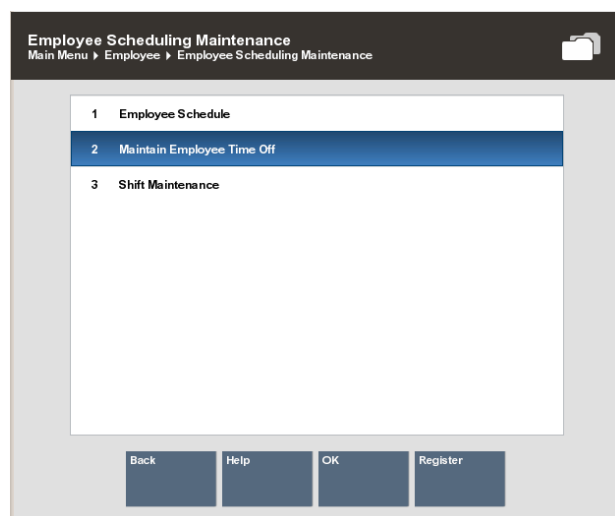 Employee Scheduling Maintenance
Main Menu ▸ Employee ▸ Employee Scheduling Maintenance
1 Employee Schedule
2 Maintain Employee Time Off
3 Shift Maintenance
Back Help OK Register